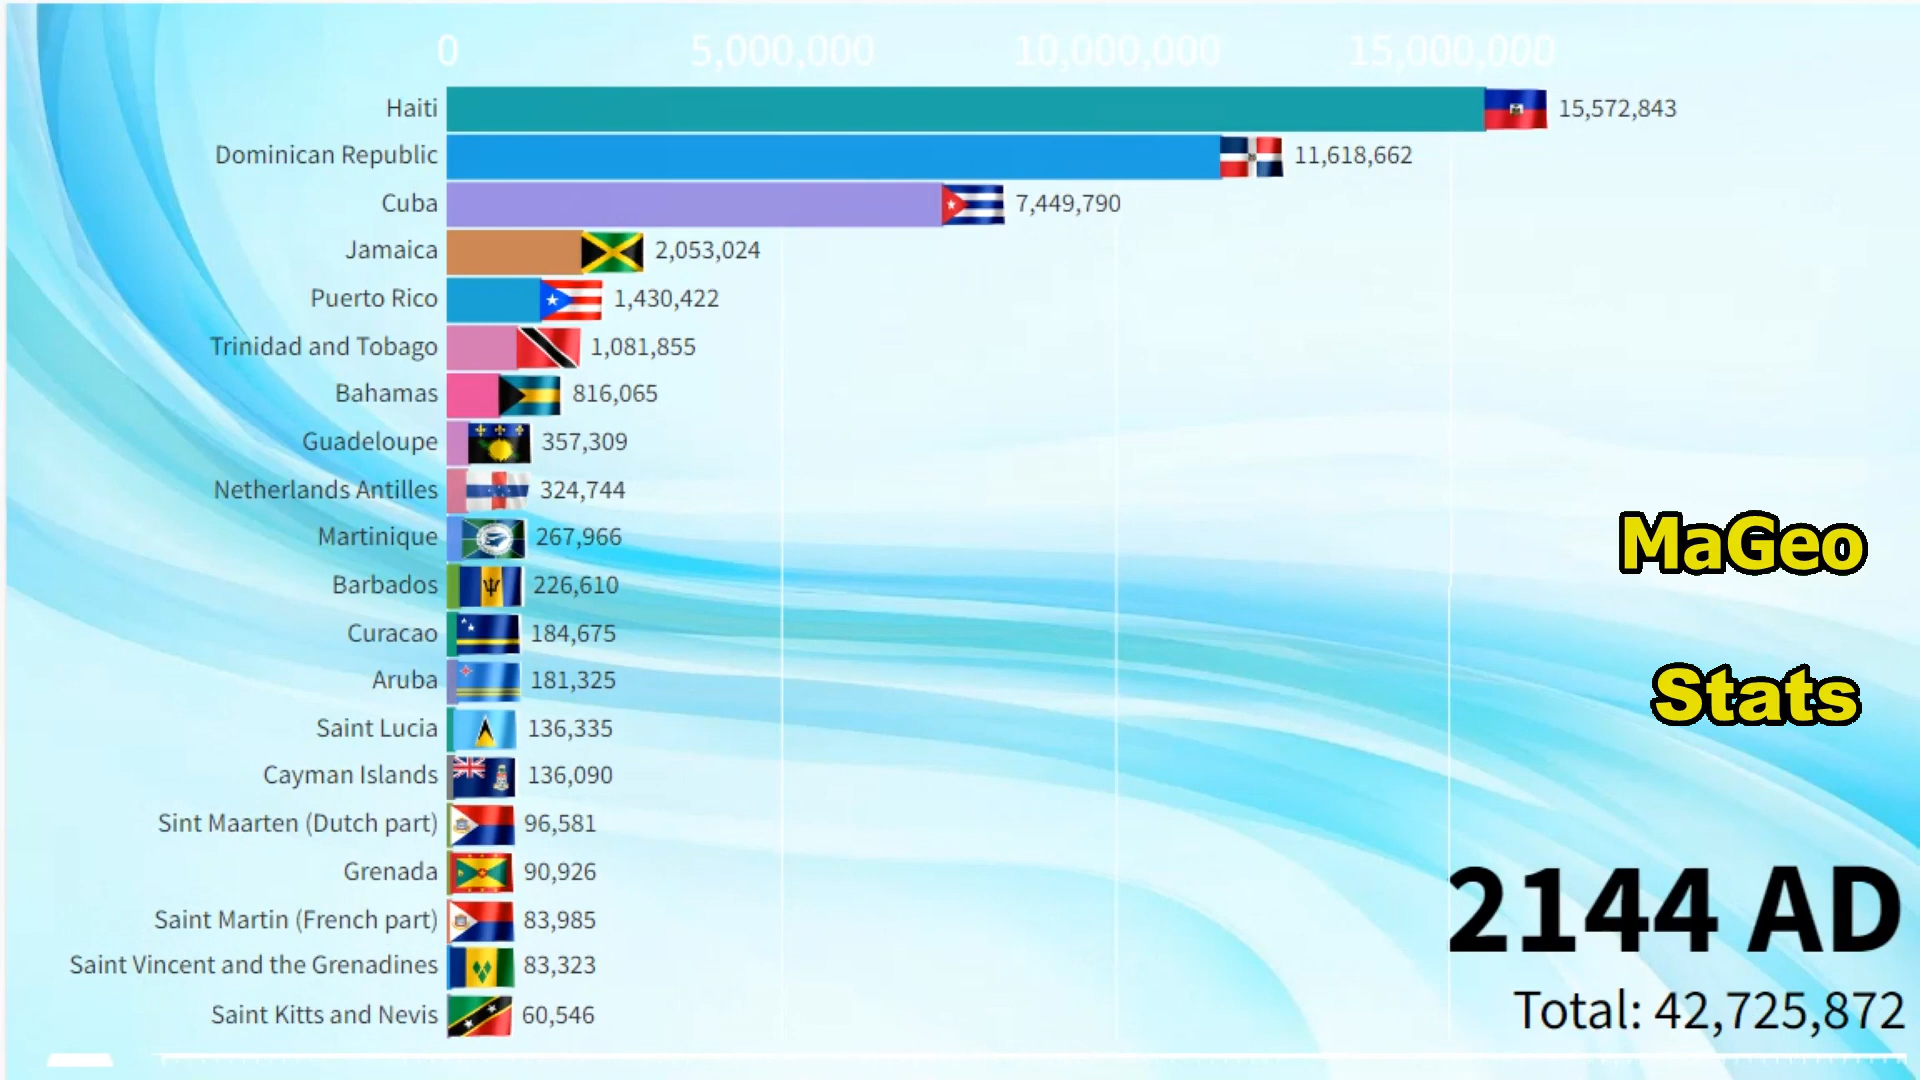 0 5,000,000 10,000,000 15,000,000
Haiti 15,572,843
Dominican Republic 11,618,662
Cuba 7,449,790
Jamaica 2,053,024
Puerto Rico 1,430,422
Trinidad and Tobago 1,081,855
Bahamas 816,065
Guadeloupe 357,309
Netherlands Antilles 324,744
Martinique 267,966
MaGeo
Barbados 226,610
Curacao 184,675
Aruba 181,325
Stats
Saint Lucia 136,335
Cayman Islands 136,090
Sint Maarten (Dutch part) 96,581
Grenada 90,926
2144 AD
Saint Martin (French part) 83,985
Saint Vincent and the Grenadines 83,323
Saint Kitts and Nevis 60,546
Total: 42,725,872